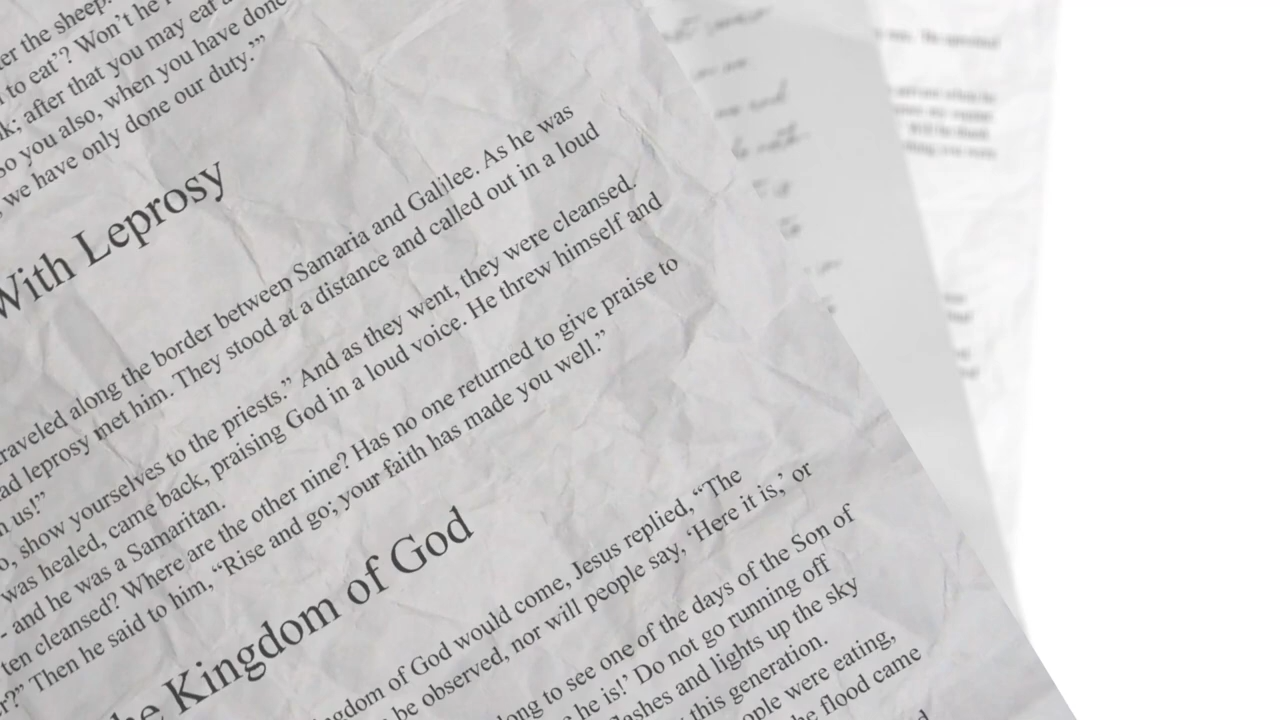 er the sheep
to eat’? Won’t he
k; after that you may eat
so you also, when you have done
we have only done our duty.’”
With Leprosy
traveled along the border between Samaria and Galilee. As he was
ad leprosy met him. They stood at a distance and called out in a loud
n us!”
o, show yourselves to the priests.” And as they went, they were cleansed.
was healed, came back, praising God in a loud voice. He threw himself and
- and he was a Samaritan.
ten cleansed? Where are the other nine? Has no one returned to give praise to
r?” Then he said to him, “Rise and go; your faith has made you well.”
he Kingdom of God
ngdom of God would come, Jesus replied, “The
be observed, nor will people say, ‘Here it is,’ or
ong to see one of the days of the Son of
e he is!’ Do not go running off
lashes and lights up the sky
this generation.
ople were eating,
he flood came